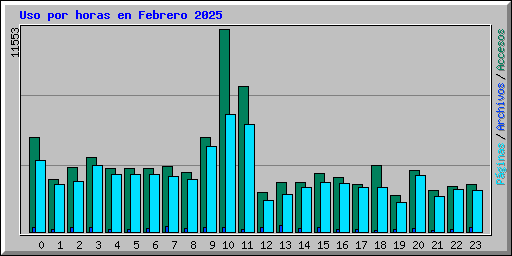 Uso por horas en Febrero 2025
11553
Páginas / Archivos / Accesos
0 1 2 3 4 5 6 7 8 9 10 11 12 13 14 15 16 17 18 19 20 21 22 23